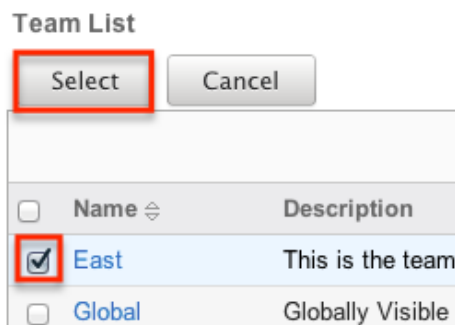 Team List
Select Cancel
Name Description
East This is the team
Global Globally Visible